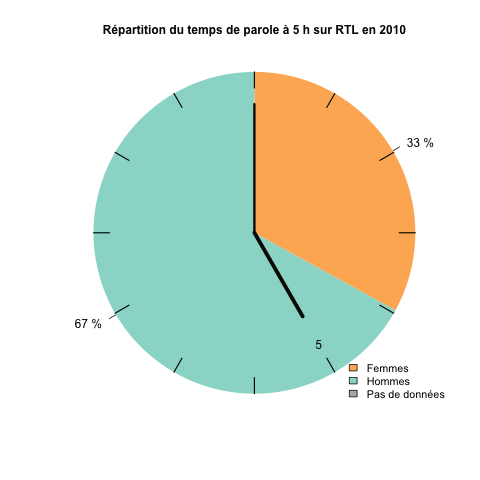 Répartition du temps de parole à 5 h sur RTL en 2010
33 %
67 %
5
Femmes
Hommes
Pas de données